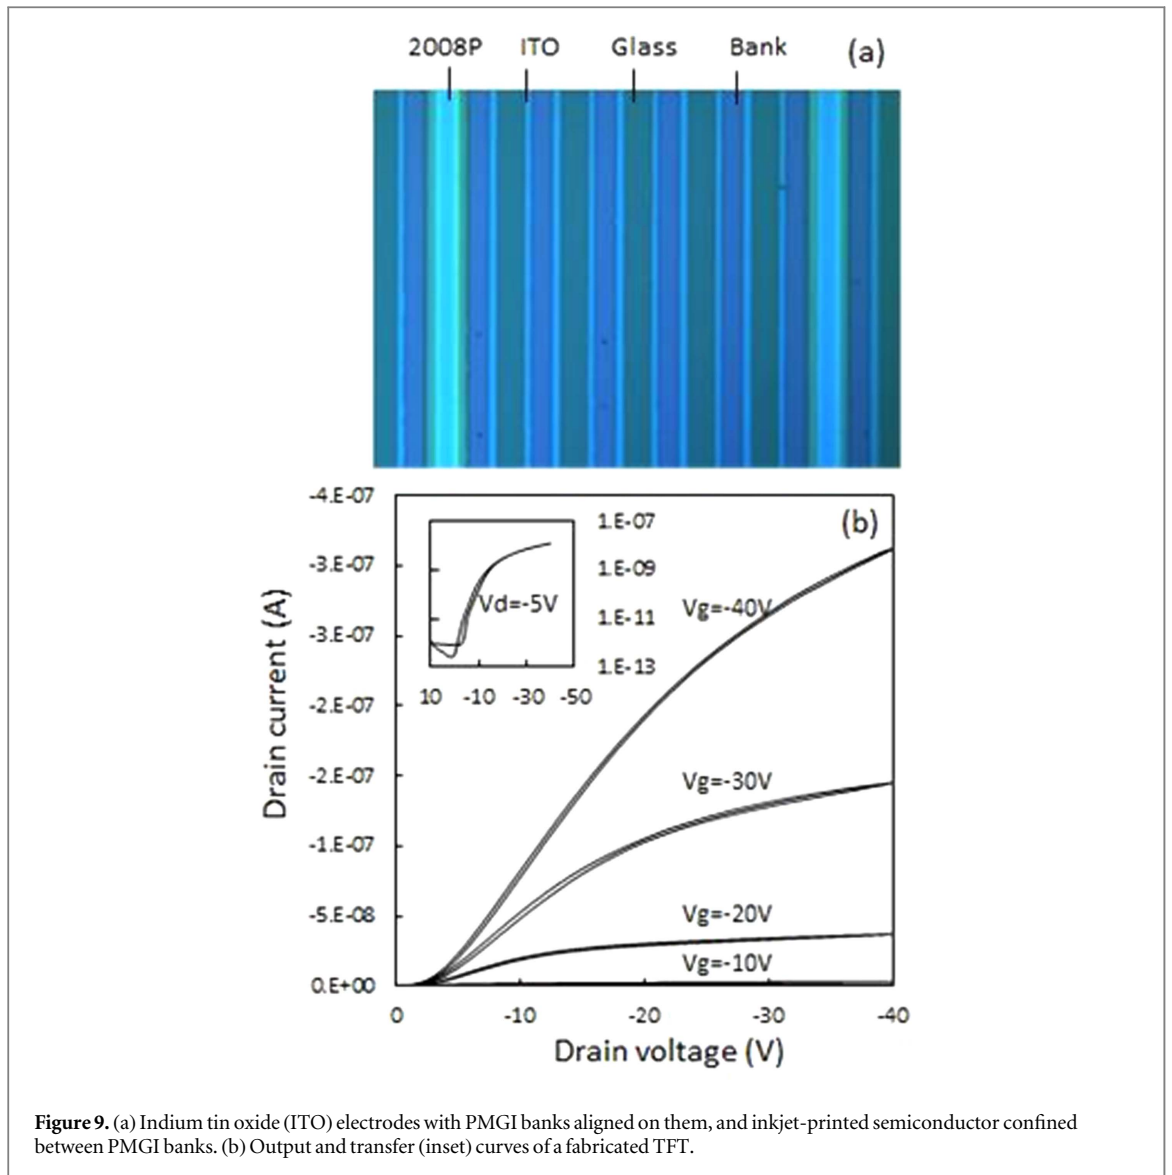 2008P ITO Glass Bank (a)
-4.E-07
-3.E-07
-3.E-07
-2.E-07
-2.E-07
-1.E-07
-5.E-08
0.E+00
Drain current (A)
(b)
1.E-07
1.E-09
1.E-11
1.E-13
Vd=-5V
10 -10 -30 -50
Vg=-40V
Vg=-30V
Vg=-20V
Vg=-10V
0 -10 -20 -30 -40
Drain voltage (V)
Figure 9. (a) Indium tin oxide (ITO) electrodes with PMGI banks aligned on them, and inkjet-printed semiconductor confined
between PMGI banks. (b) Output and transfer (inset) curves of a fabricated TFT.